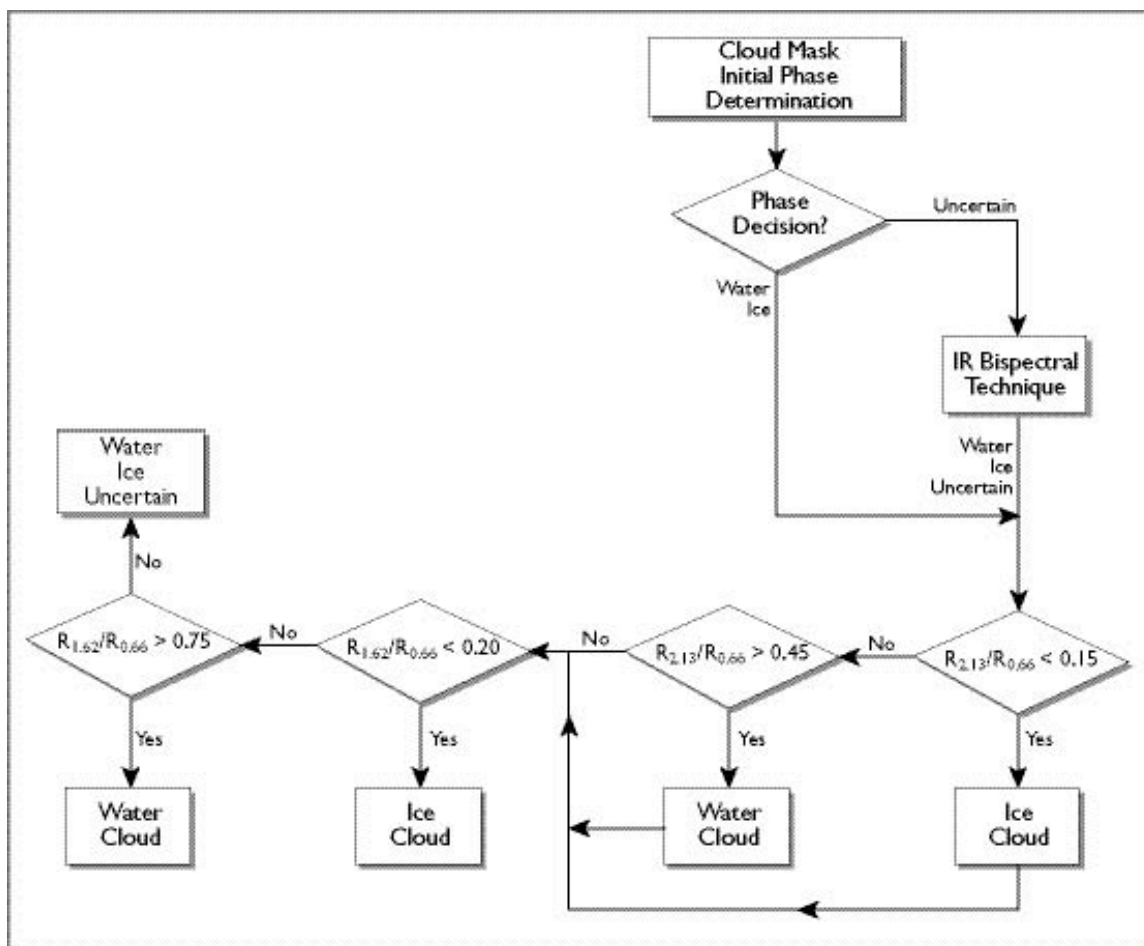 Cloud Mask
Initial Phase
Determination
Phase
Decision?
Uncertain
Water
Ice
IR Bispectral
Technique
Water
Ice
Uncertain
Water
Ice
Uncertain
No
R1.62/R0.66 > 0.75
No
R1.62/R0.66 < 0.20
No
R2.13/R0.66 > 0.45
No
R2.13/R0.66 < 0.15
Yes
Yes
Yes
Yes
Water
Cloud
Ice
Cloud
Water
Cloud
Ice
Cloud